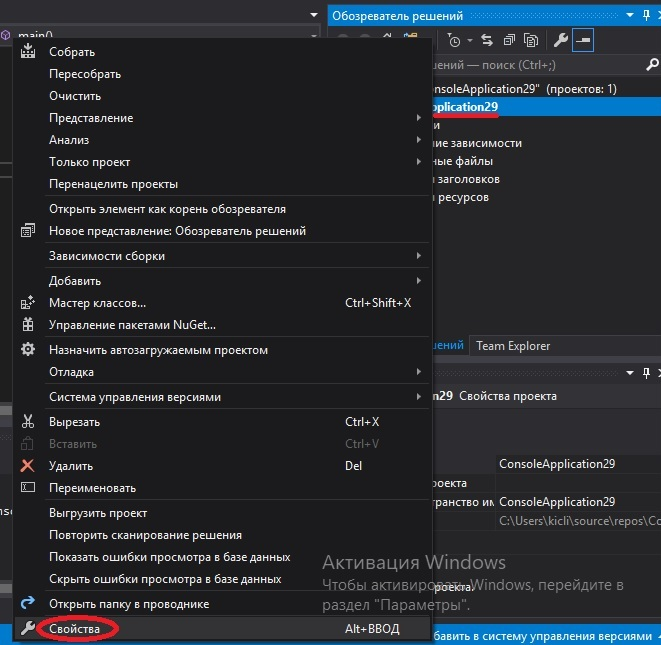 Обозреватель решений
main()
ений — поиск (Ctrl+;)
onsoleApplication29" (проектов: 1)
pplication29
и
ие зависимости
ные файлы
заголовков
ресурсов
Собрать
Пересобрать
Очистить
Представление
Анализ
Только проект
Перенацелить проекты
Открыть элемент как корень обозревателя
Новое представление: Обозреватель решений
Зависимости сборки
Добавить
Мастер классов... Ctrl+Shift+X
Управление пакетами NuGet...
Назначить автозагружаемым проектом
Отладка
Система управления версиями
Вырезать Ctrl+X
Вставить Ctrl+V
Удалить Del
Переименовать
Выгрузить проект
Повторить сканирование решения
Показать ошибки просмотра в базе данных
Скрыть ошибки просмотра в базе данных
Открыть папку в проводнике
Свойства Alt+ВВОД
ений Team Explorer
n29 Свойства проекта
ConsoleApplication29
роекта
транство им ConsoleApplication29
C:\Users\kicli\source\repos\Co
Активация Windows
Чтобы активировать Windows, перейдите в
раздел "Параметры".
роекта.
бавить в систему управления версиями